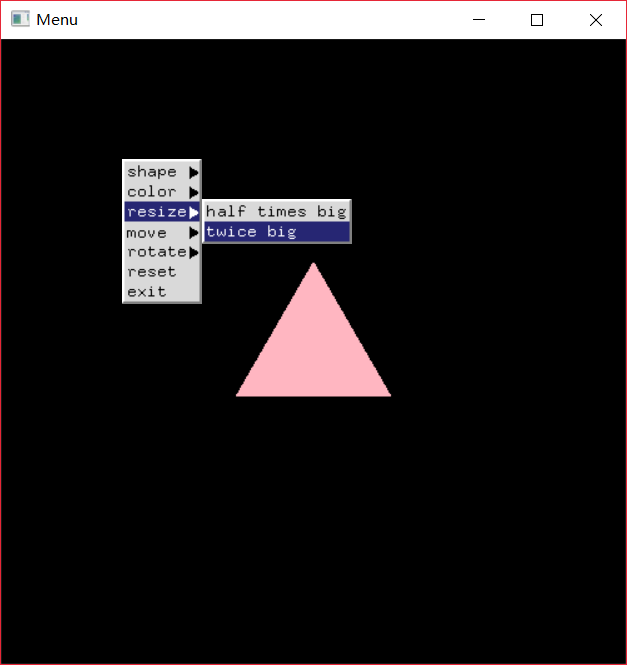 Menu
shape
color
resize
half times big
move
twice big
rotate
reset
exit